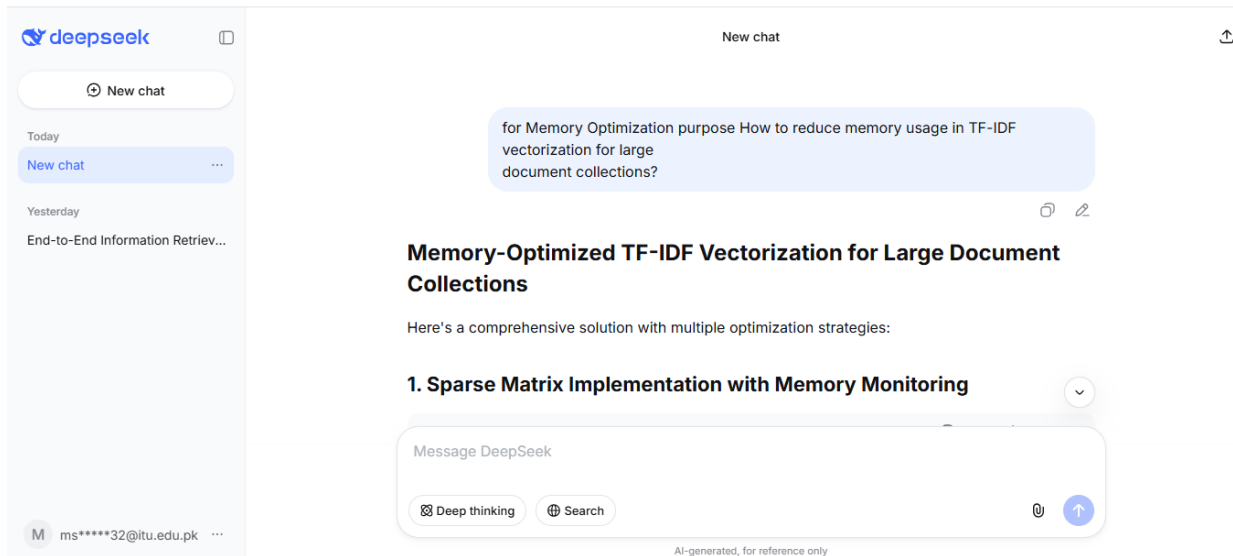 deepseek
New chat
Today
New chat
Yesterday
End-to-End Information Retriev...
M ms*****32@itu.edu.pk
New chat
for Memory Optimization purpose How to reduce memory usage in TF-IDF
vectorization for large
document collections?
Memory-Optimized TF-IDF Vectorization for Large Document
Collections
Here's a comprehensive solution with multiple optimization strategies:
1. Sparse Matrix Implementation with Memory Monitoring
Message DeepSeek
Deep thinking
Search
AI-generated, for reference only